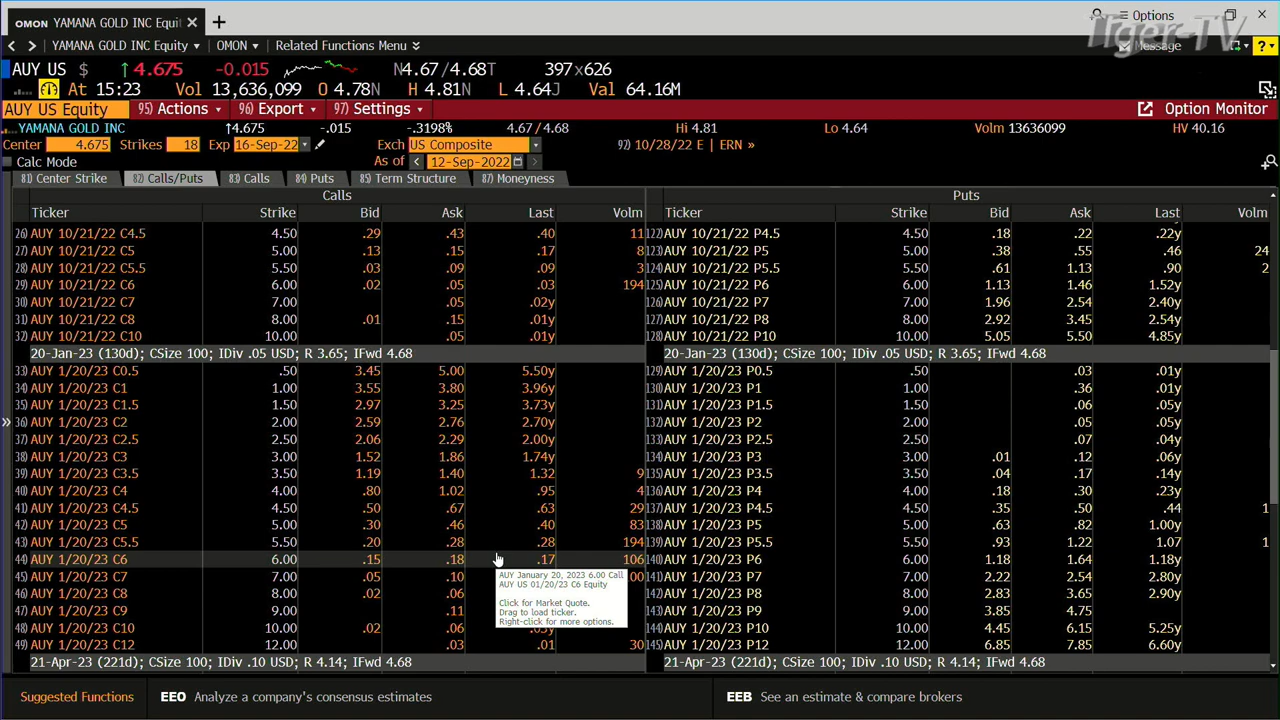 OMON YAMANA GOLD INC Equit × +
Options
Tiger-TV
< > YAMANA GOLD INC Equity ▾ OMON ▾ Related Functions Menu
Message ?
AUY US $ ↑4.675 -0.015 N4.67/4.68T 397×626
At 15:23 Vol 13,636,099 O 4.78N H 4.81N L 4.64J Val 64.16M
AUY US Equity 95) Actions ▾ 96) Export ▾ 97) Settings ▾ Option Monitor
YAMANA GOLD INC ↑4.675 -.015 -.3198% 4.67/4.68 Hi 4.81 Lo 4.64 Volm 13636099 HV 40.16
Center 4.675 Strikes 18 Exp 16-Sep-22 Exch US Composite 92) 10/28/22 E | ERN »
Calc Mode As of < 12-Sep-2022 >
81) Center Strike 82) Calls/Puts 83) Calls 84) Puts 85) Term Structure 87) Moneyness
Calls Puts
Ticker Strike Bid Ask Last Volm Ticker Strike Bid Ask Last Volm
26) AUY 10/21/22 C4.5 4.50 .29 .43 .40 11 122) AUY 10/21/22 P4.5 4.50 .18 .22 .22y
27) AUY 10/21/22 C5 5.00 .13 .15 .17 8 123) AUY 10/21/22 P5 5.00 .38 .55 .46 24
28) AUY 10/21/22 C5.5 5.50 .03 .09 .09 3 124) AUY 10/21/22 P5.5 5.50 .61 1.13 .90 2
29) AUY 10/21/22 C6 6.00 .02 .05 .03 194 125) AUY 10/21/22 P6 6.00 1.13 1.46 1.52y
30) AUY 10/21/22 C7 7.00 .05 .02y 126) AUY 10/21/22 P7 7.00 1.96 2.54 2.40y
31) AUY 10/21/22 C8 8.00 .01 .15 .01y 127) AUY 10/21/22 P8 8.00 2.92 3.45 2.54y
32) AUY 10/21/22 C10 10.00 .05 .01y 128) AUY 10/21/22 P10 10.00 5.05 5.50 4.85y
20-Jan-23 (130d); CSize 100; IDiv .05 USD; R 3.65; IFwd 4.68 20-Jan-23 (130d); CSize 100; IDiv .05 USD; R 3.65; IFwd 4.68
33) AUY 1/20/23 C0.5 .50 3.45 5.00 5.50y 129) AUY 1/20/23 P0.5 .50 .03 .01y
34) AUY 1/20/23 C1 1.00 3.55 3.80 3.96y 130) AUY 1/20/23 P1 1.00 .36 .01y
35) AUY 1/20/23 C1.5 1.50 2.97 3.25 3.73y 131) AUY 1/20/23 P1.5 1.50 .06 .01y
36) AUY 1/20/23 C2 2.00 2.59 2.76 2.70y 132) AUY 1/20/23 P2 2.00 .05 .05y
37) AUY 1/20/23 C2.5 2.50 2.06 2.29 2.00y 133) AUY 1/20/23 P2.5 2.50 .07 .04y
38) AUY 1/20/23 C3 3.00 1.52 1.86 1.74y 134) AUY 1/20/23 P3 3.00 .01 .12 .06y
39) AUY 1/20/23 C3.5 3.50 1.19 1.40 1.32 9 135) AUY 1/20/23 P3.5 3.50 .04 .17 .14y
40) AUY 1/20/23 C4 4.00 .80 1.02 .95 4 136) AUY 1/20/23 P4 4.00 .18 .30 .23y
41) AUY 1/20/23 C4.5 4.50 .50 .67 .63 29 137) AUY 1/20/23 P4.5 4.50 .35 .50 .44 1
42) AUY 1/20/23 C5 5.00 .30 .46 .40 83 138) AUY 1/20/23 P5 5.00 .63 .82 1.00y
43) AUY 1/20/23 C5.5 5.50 .20 .28 .28 194 139) AUY 1/20/23 P5.5 5.50 .93 1.22 1.07 1
44) AUY 1/20/23 C6 6.00 .15 .18 .17 106 140) AUY 1/20/23 P6 6.00 1.18 1.64 1.18y
45) AUY 1/20/23 C7 7.00 .05 .10 00 141) AUY 1/20/23 P7 7.00 2.22 2.54 2.80y
46) AUY 1/20/23 C8 8.00 .02 .06 142) AUY 1/20/23 P8 8.00 2.83 3.65 2.41y
47) AUY 1/20/23 C9 9.00 .11 143) AUY 1/20/23 P9 9.00 3.85 4.75
48) AUY 1/20/23 C10 10.00 .02 .06 144) AUY 1/20/23 P10 10.00 4.45 6.15 5.25y
49) AUY 1/20/23 C12 12.00 .03 .01 30 145) AUY 1/20/23 P12 12.00 6.85 7.85 6.60y
AUY January 20, 2023 6.00 Call
AUY US 01/20/23 C6 Equity
Click for Market Quote.
Drag to load ticker.
Right-click for more options.
21-Apr-23 (221d); CSize 100; IDiv .10 USD; R 4.14; IFwd 4.68 21-Apr-23 (221d); CSize 100; IDiv .10 USD; R 4.14; IFwd 4.68
Suggested Functions EEO Analyze a company's consensus estimates EEB See an estimate & compare brokers